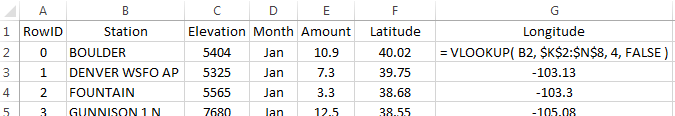 A B C D E F G
1 RowID Station Elevation Month Amount Latitude Longitude
2 0 BOULDER 5404 Jan 10.9 40.02 = VLOOKUP( B2, $K$2:$N$8, 4, FALSE )
3 1 DENVER WSFO AP 5325 Jan 7.3 39.75 -103.13
4 2 FOUNTAIN 5565 Jan 3.3 38.68 -103.3
5 3 GUNNISON 1 N 7680 Jan 12.5 38.55 -105.08